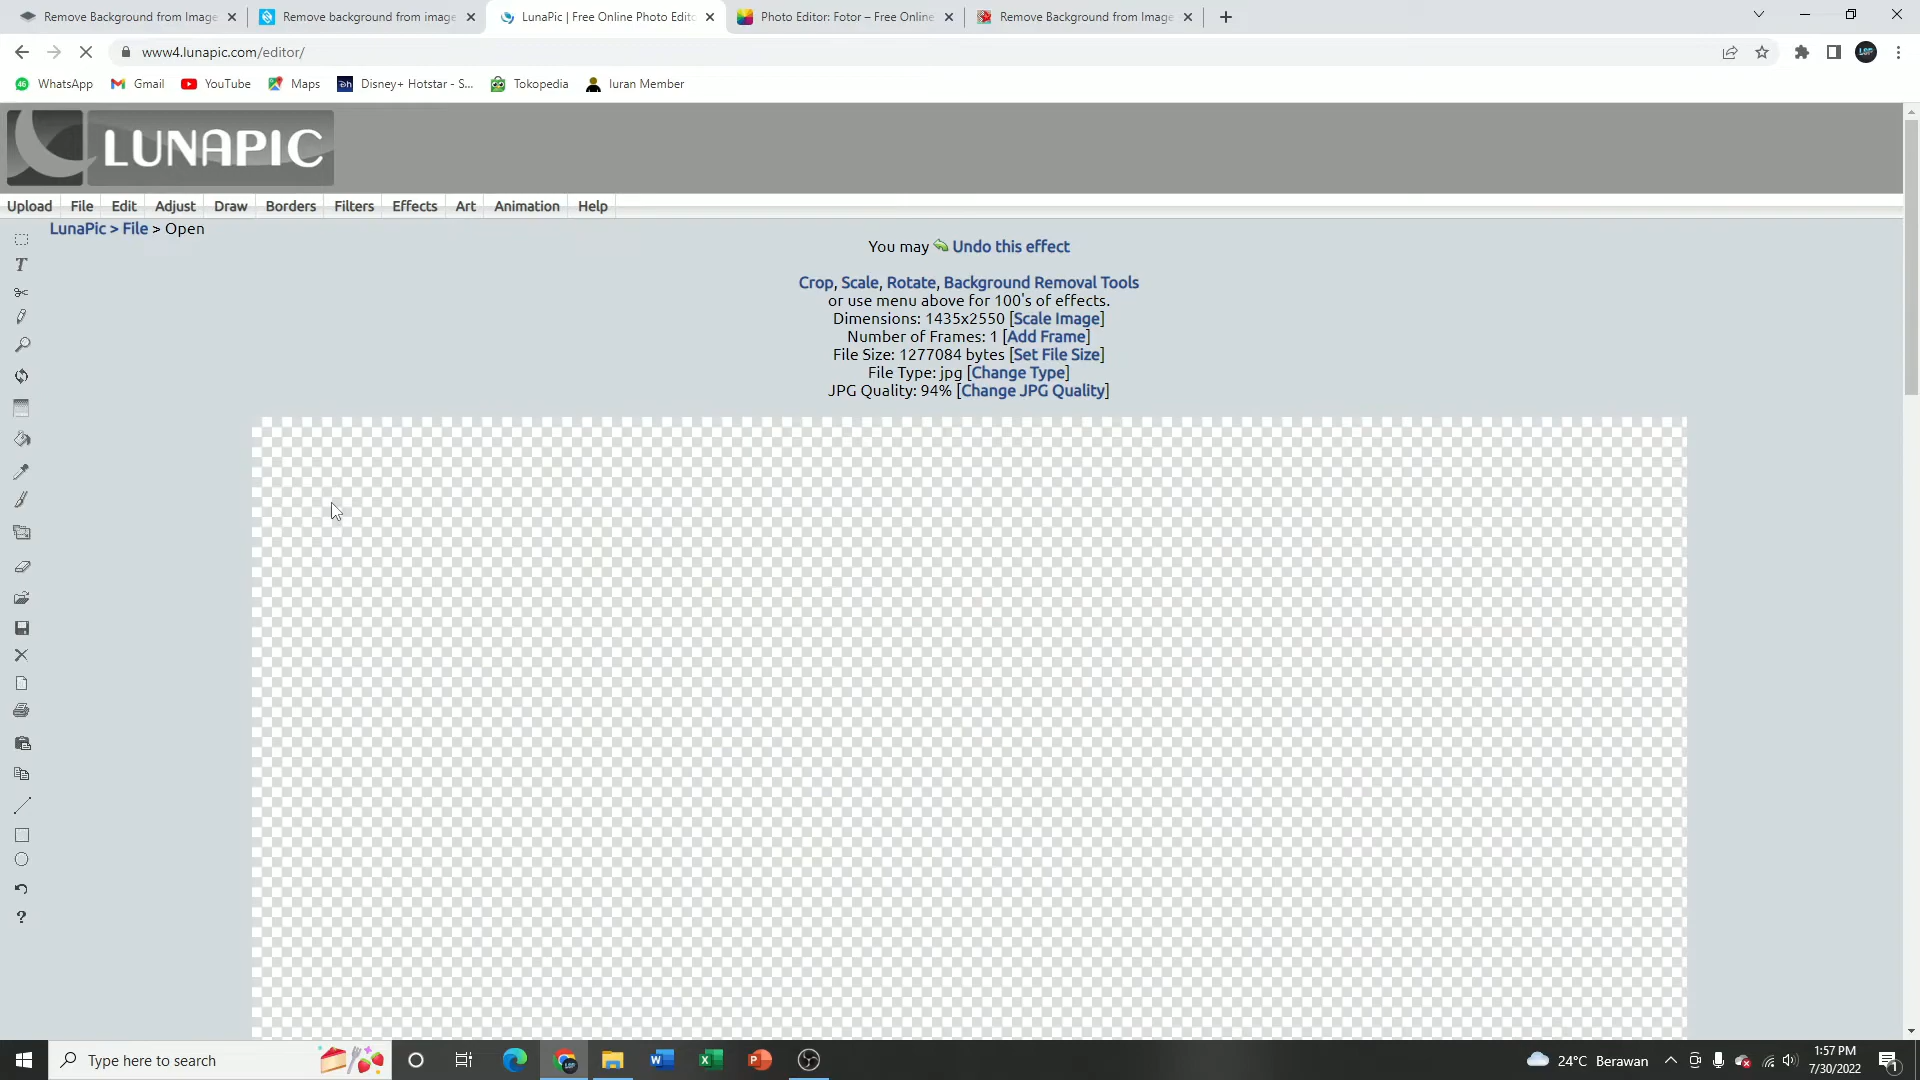 Remove Background from Image
Remove background from image
LunaPic | Free Online Photo Edito
Photo Editor: Fotor – Free Online
Remove Background from Image
www4.lunapic.com/editor/
WhatsApp
Gmail
YouTube
Maps
Disney+ Hotstar - S...
Tokopedia
Iuran Member
LUNAPIC
Upload File Edit Adjust Draw Borders Filters Effects Art Animation Help
LunaPic > File > Open
You may Undo this effect
Crop, Scale, Rotate, Background Removal Tools
or use menu above for 100's of effects.
Dimensions: 1435x2550 [Scale Image]
Number of Frames: 1 [Add Frame]
File Size: 1277084 bytes [Set File Size]
File Type: jpg [Change Type]
JPG Quality: 94% [Change JPG Quality]
Type here to search
24°C Berawan
1:57 PM
7/30/2022